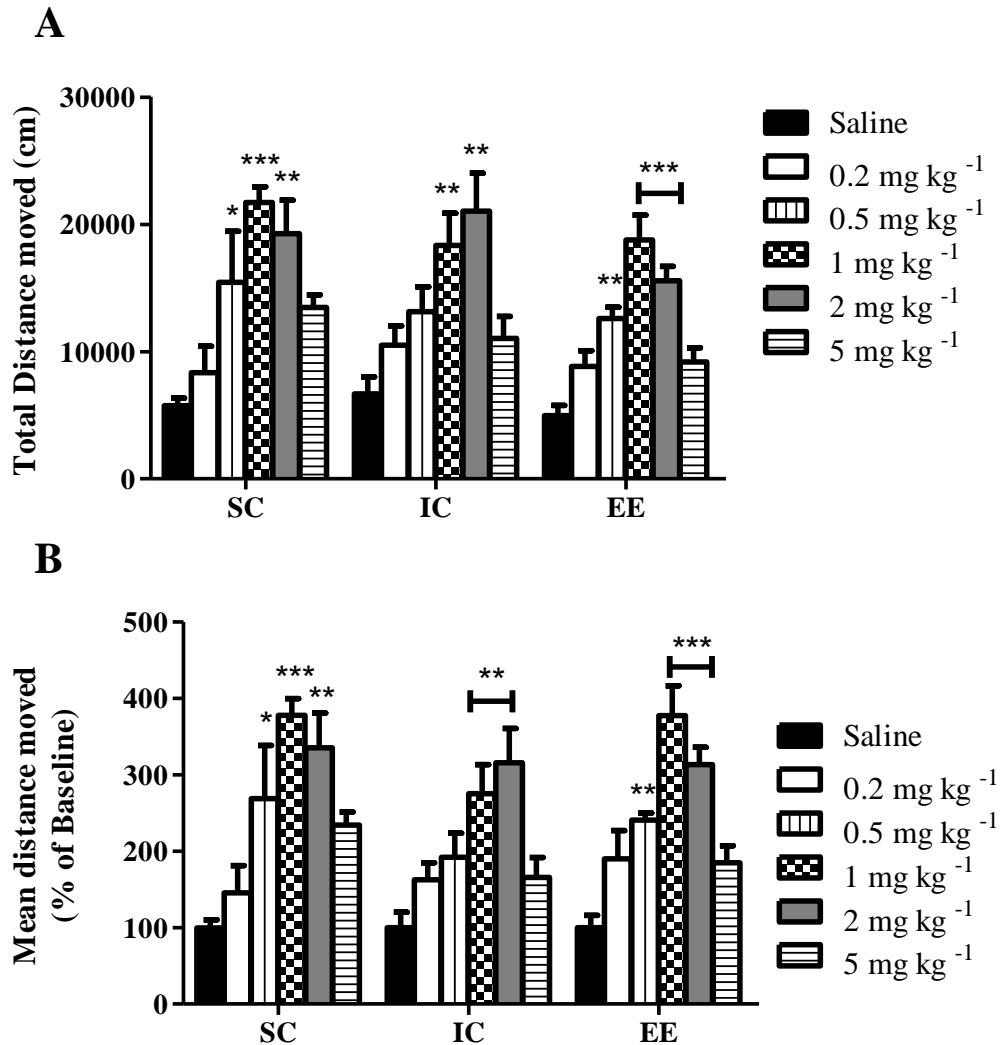 A
Total Distance moved (cm)
30000
20000
10000
0
*
***
**
**
**
**
***
SC
IC
EE
Saline
0.2 mg kg -1
0.5 mg kg -1
1 mg kg -1
2 mg kg -1
5 mg kg -1
B
Mean distance moved
(% of Baseline)
500
400
300
200
100
0
*
***
**
**
**
***
SC
IC
EE
Saline
0.2 mg kg -1
0.5 mg kg -1
1 mg kg -1
2 mg kg -1
5 mg kg -1